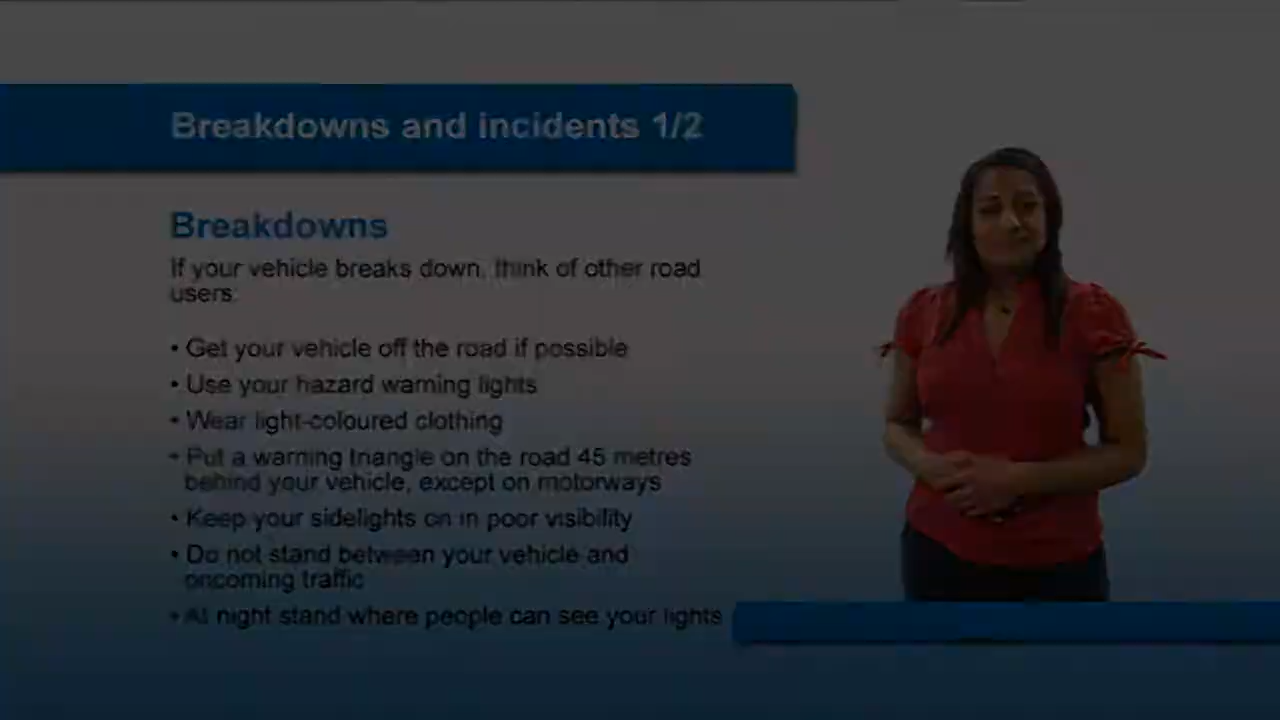 Breakdowns and incidents 1/2
Breakdowns
If your vehicle breaks down, think of other road
users:
• Get your vehicle off the road if possible
• Use your hazard warning lights
• Wear light-coloured clothing
• Put a warning triangle on the road 45 metres
behind your vehicle, except on motorways
• Keep your sidelights on in poor visibility
• Do not stand between your vehicle and
oncoming traffic
• At night stand where people can see your lights